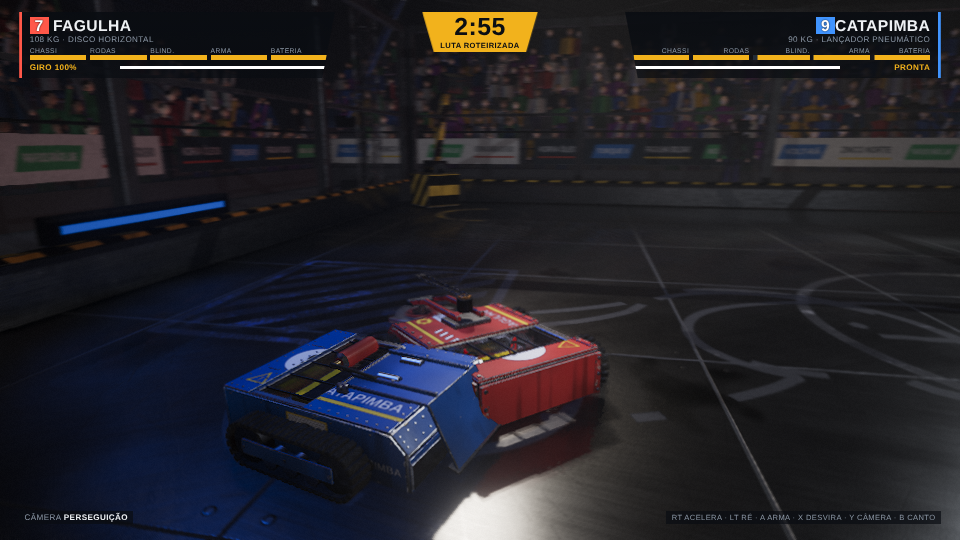 7 FAGULHA
108 KG · DISCO HORIZONTAL
CHASSI RODAS BLIND. ARMA BATERIA
GIRO 100%
2:55
LUTA ROTEIRIZADA
9 CATAPIMBA
90 KG · LANÇADOR PNEUMÁTICO
CHASSI RODAS BLIND. ARMA BATERIA
PRONTA
CATAPIMBA
CÂMERA PERSEGUIÇÃO
RT ACELERA · LT RÉ · A ARMA · X DESVIRA · Y CÂMERA · B CANTO